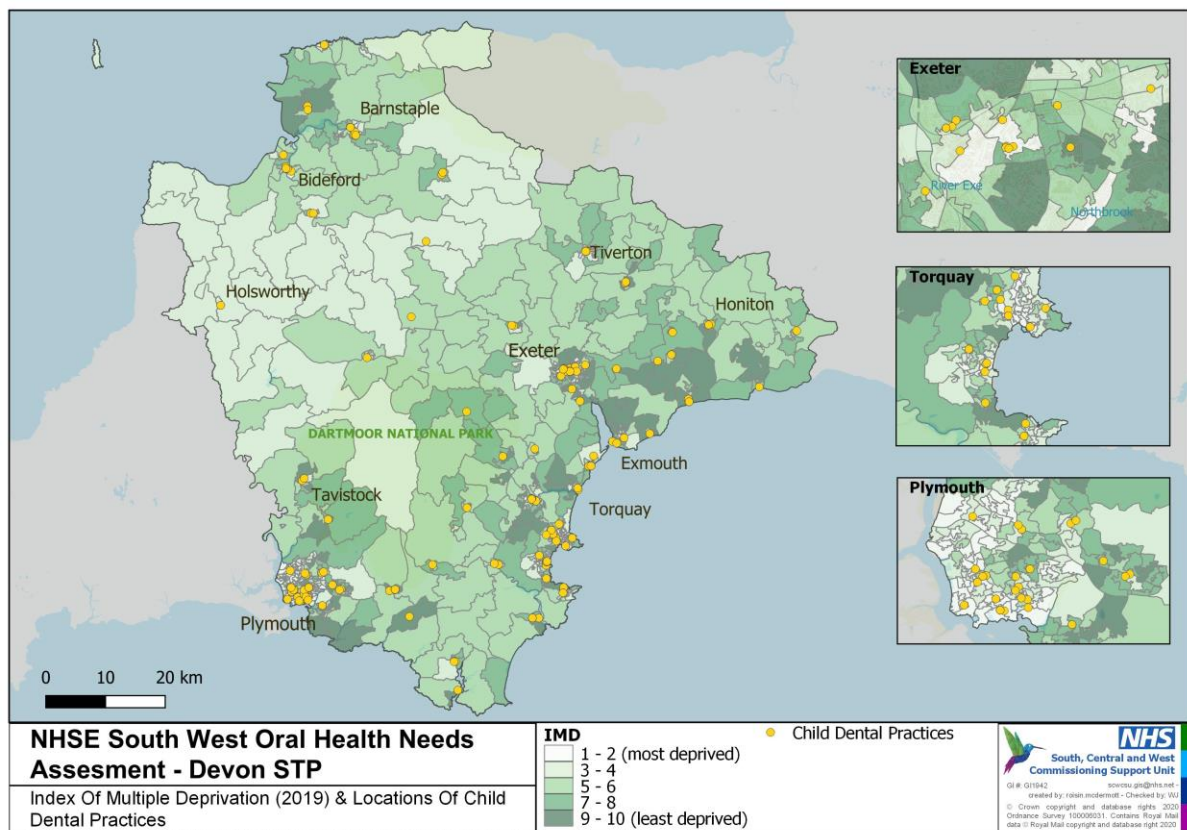 Barnstaple
Bideford
Holsworthy
Tiverton
Honiton
Exeter
DARTMOOR NATIONAL PARK
Exmouth
Tavistock
Torquay
Plymouth
0 10 20 km
Exeter
River Exe
Northbrook
Torquay
Plymouth
NHSE South West Oral Health Needs
Assesment - Devon STP
Index Of Multiple Deprivation (2019) & Locations Of Child
Dental Practices
IMD
1 - 2 (most deprived)
3 - 4
5 - 6
7 - 8
9 - 10 (least deprived)
Child Dental Practices
NHS
South, Central and West
Commissioning Support Unit
GI #: GI1942 scwcsu.gis@nhs.net -
created by: roisin.mcdermott - Checked by: WJ
© Crown copyright and database rights 2020
Ordnance Survey 100006031. Contains Royal Mail
data © Royal Mail copyright and database right 2020